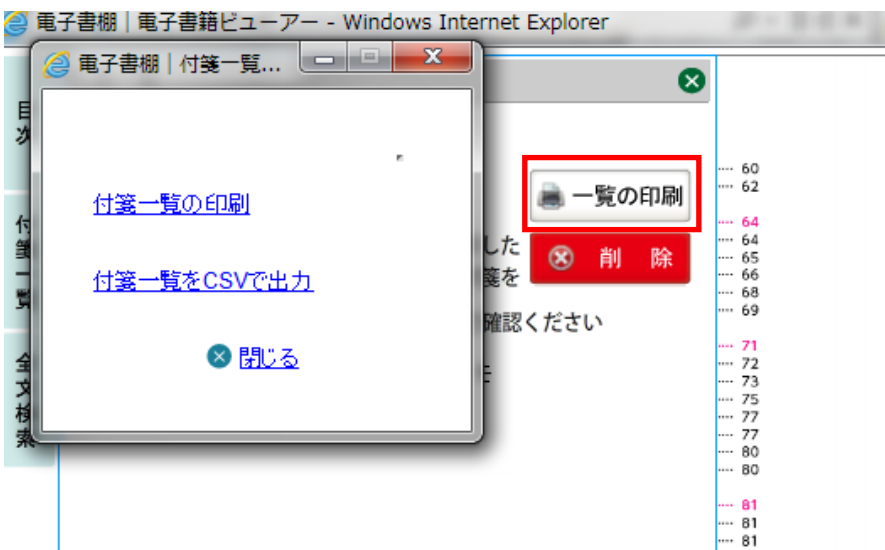 電子書棚｜電子書籍ビューアー - Windows Internet Explorer
電子書棚｜付箋一覧...
付箋一覧の印刷
付箋一覧をCSVで出力
閉じる
目次
付箋一覧
全文検索
一覧の印刷
した
削　除
箋を
確認ください
60
62
64
64
65
66
68
69
71
72
73
75
77
77
80
80
81
81
81